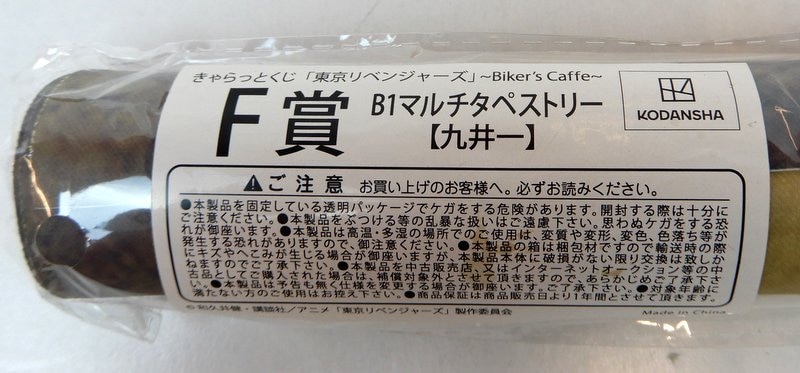 きゃらっとくじ「東京リベンジャーズ」~Biker's Caffe~
F賞 B1マルチタペストリー
【九井一】
KODANSHA
⚠ご注意 お買い上げのお客様へ。必ずお読みください。
●本製品を固定している透明パッケージでケガをする危険があります。開封する際は十分に
ご注意ください。●本製品をぶつける等の乱暴な扱いはご遠慮下さい。思わぬケガをする恐
れが御座います。●本製品は高温・多湿の場所でのご使用は、変質や変形、変色、色落ち等が
発生する恐れがありますので、御注意ください。●本製品の箱は梱包材ですので輸送時の際
にキズやへこみが生じる場合が御座いますが、本製品本体に破損がない限り交換は致しか
ねますのでご了承下さい。●本製品を中古販売店、又はインターネットオークション等の中
古品としてご購入された場合は、補償対象外とさせて頂きますので、あらかじめご了承下さ
い。●本製品は予告も無く仕様を変更する場合が御座います。ご了承下さい。●対象年齢に
満たない方のご使用はお控え下さい。●商品保証は商品販売日より1年間とさせて頂きます。
©和久井健・講談社/アニメ「東京リベンジャーズ」製作委員会
Made in China